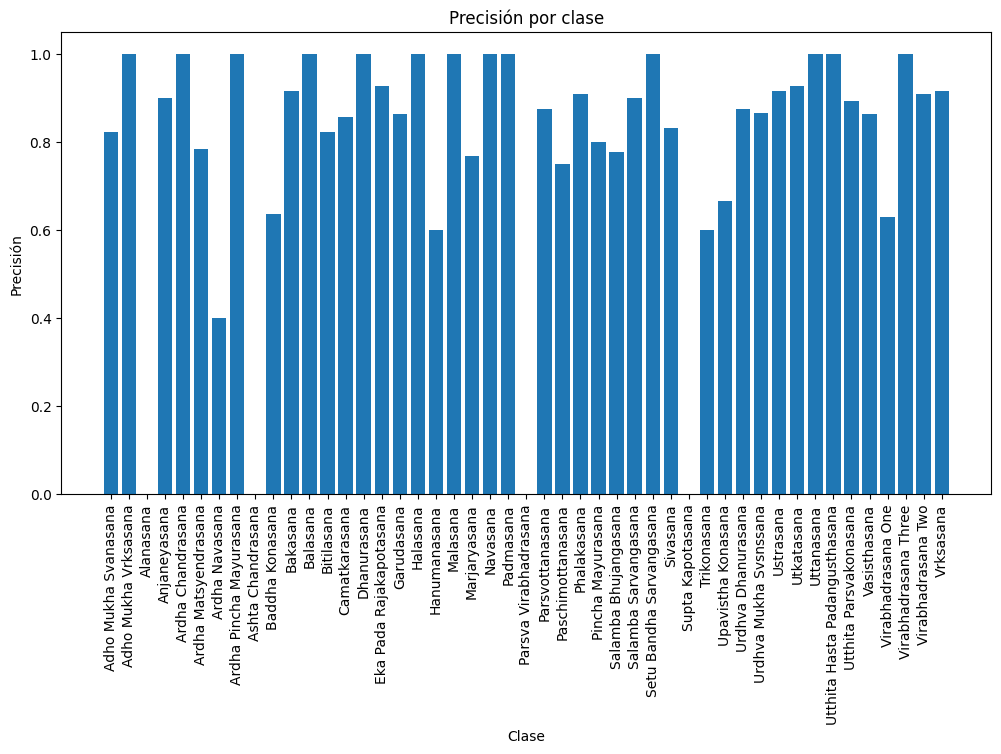 Precisión por clase
1.0
0.8
0.6
0.4
0.2
0.0
Precisión
Adho Mukha Svanasana
Adho Mukha Vrksasana
Alanasana
Anjaneyasana
Ardha Chandrasana
Ardha Matsyendrasana
Ardha Navasana
Ardha Pincha Mayurasana
Ashta Chandrasana
Baddha Konasana
Bakasana
Balasana
Bitilasana
Camatkarasana
Dhanurasana
Eka Pada Rajakapotasana
Garudasana
Halasana
Hanumanasana
Malasana
Marjaryasana
Navasana
Padmasana
Parsva Virabhadrasana
Parsvottanasana
Paschimottanasana
Phalakasana
Pincha Mayurasana
Salamba Bhujangasana
Salamba Sarvangasana
Setu Bandha Sarvangasana
Sivasana
Supta Kapotasana
Trikonasana
Upavistha Konasana
Urdhva Dhanurasana
Urdhva Mukha Svsnssana
Ustrasana
Utkatasana
Uttanasana
Utthita Hasta Padangusthasana
Utthita Parsvakonasana
Vasisthasana
Virabhadrasana One
Virabhadrasana Three
Virabhadrasana Two
Vrksasana
Clase